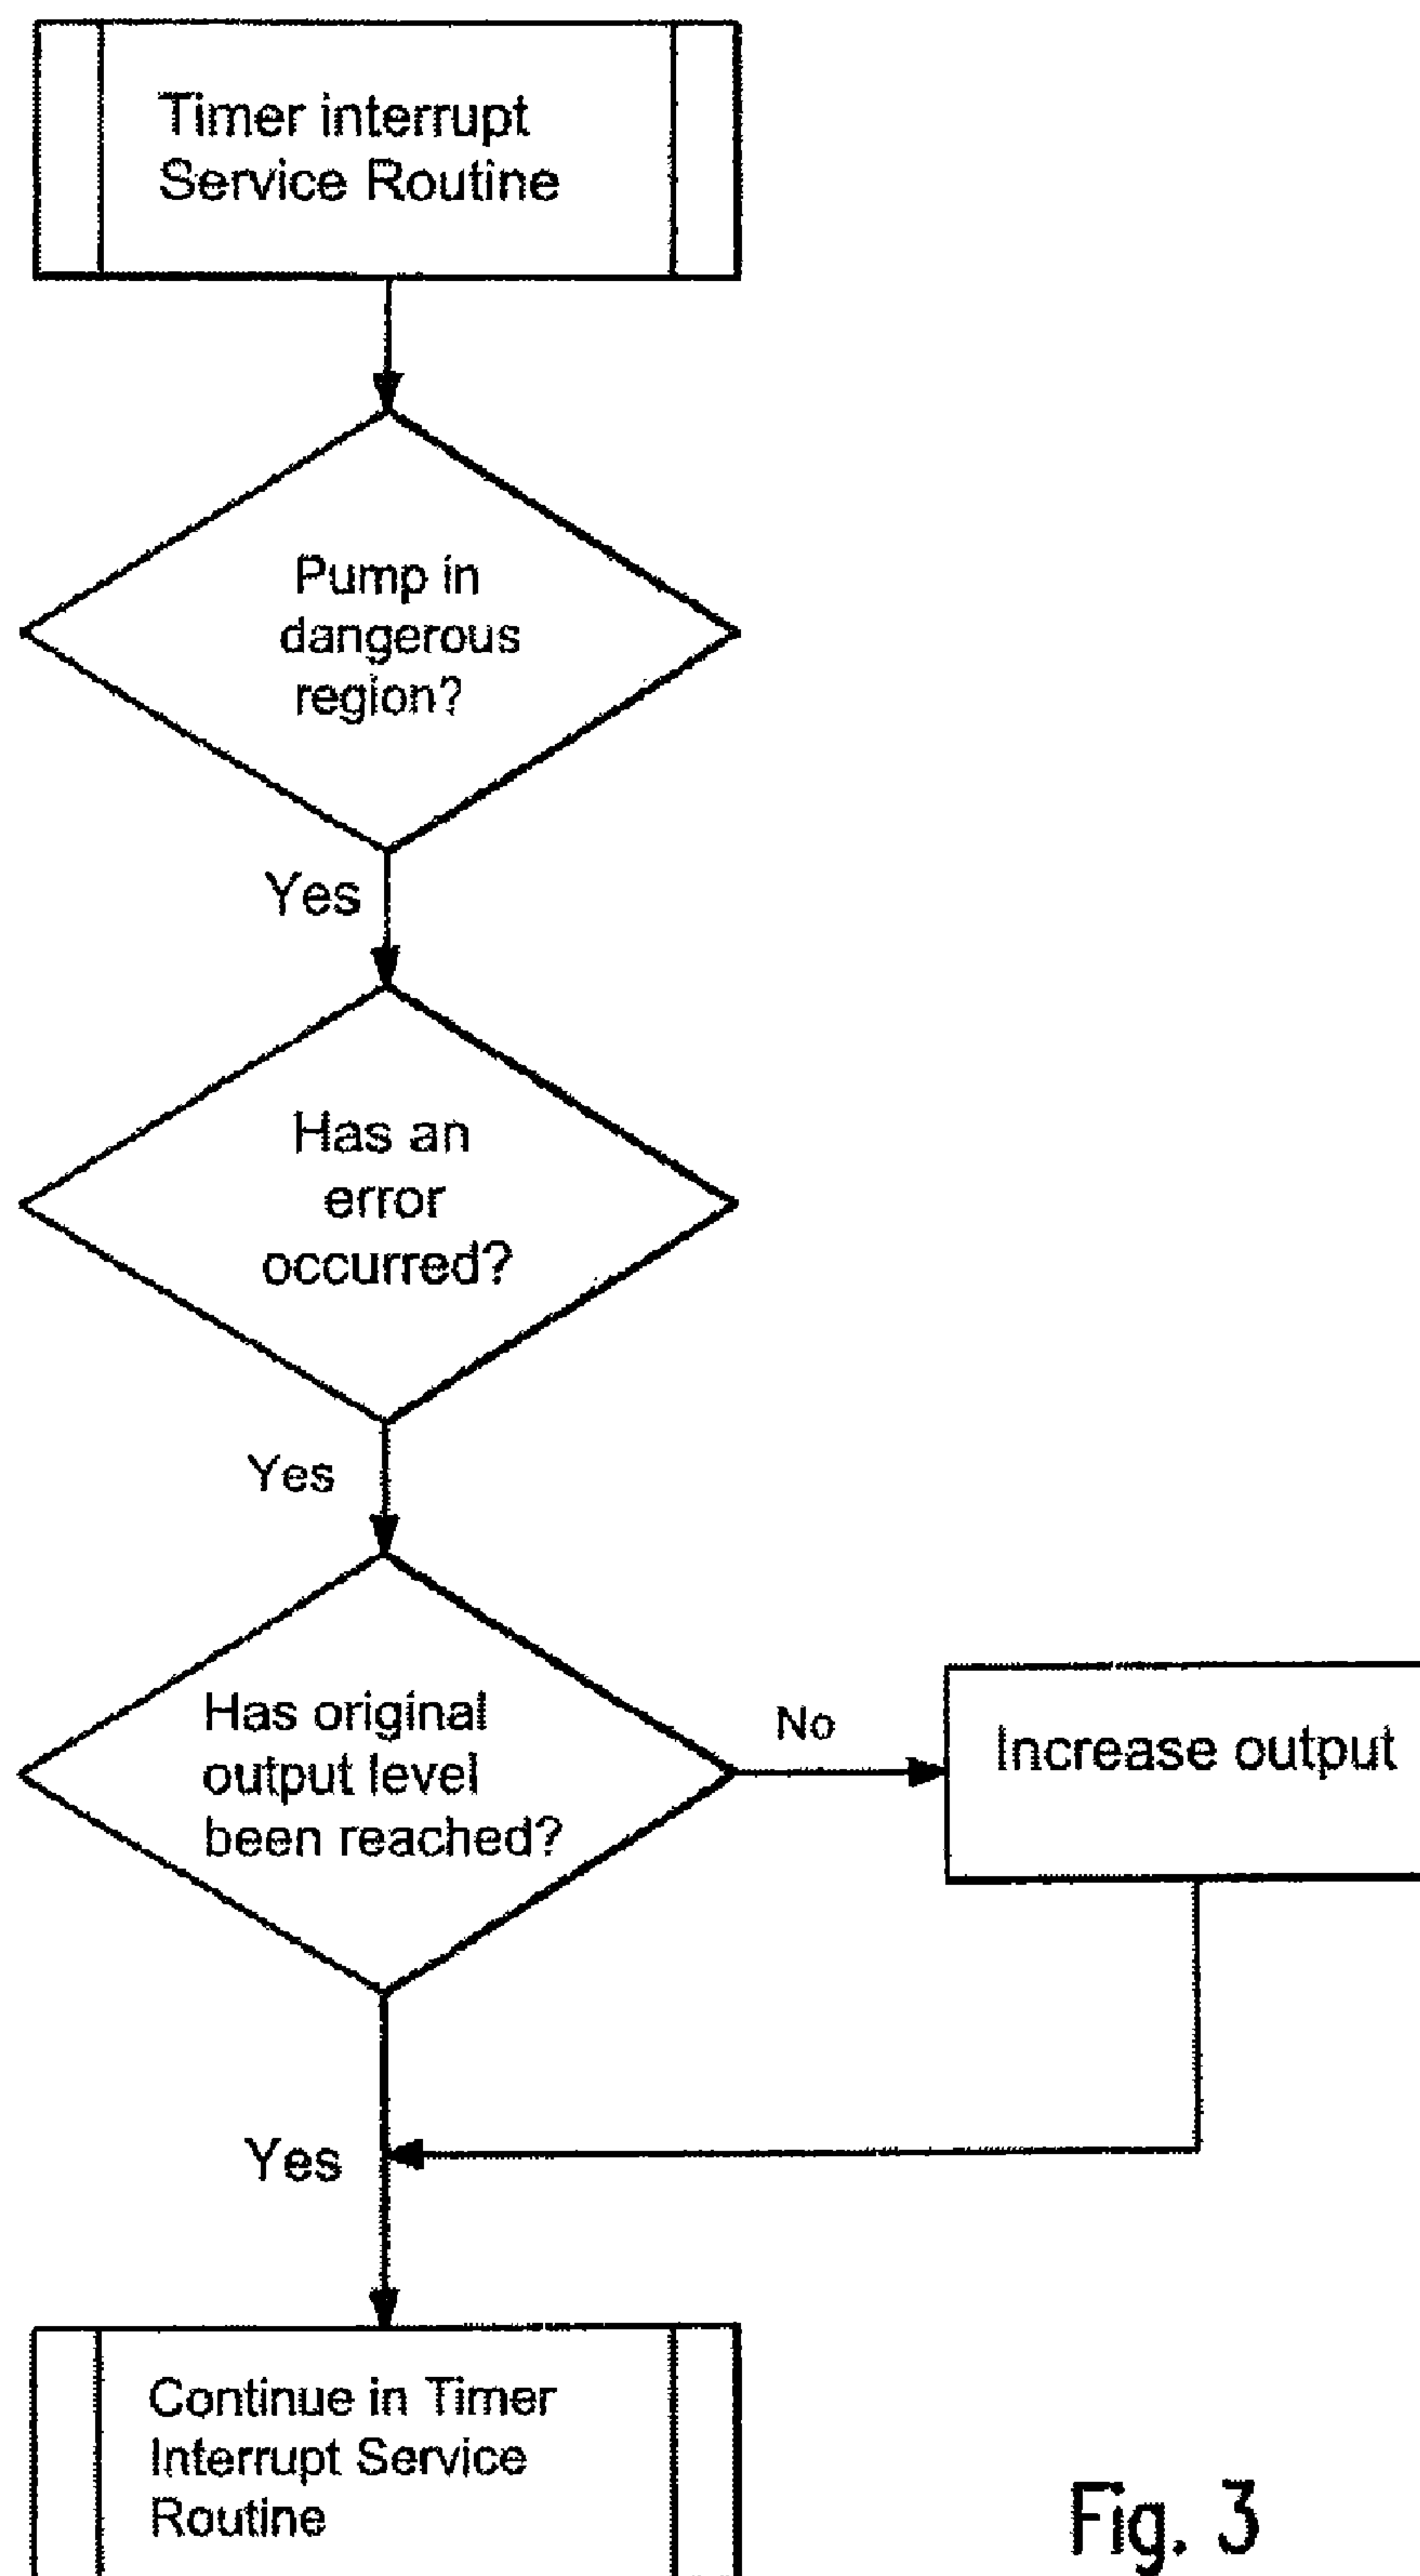 Timer interrupt
Service Routine
Pump in
dangerous
region?
Yes
Has an
error
occurred?
Yes
Has original
output level
been reached?
No
Increase output
Yes
Continue in Timer
Interrupt Service
Routine
Fig. 3